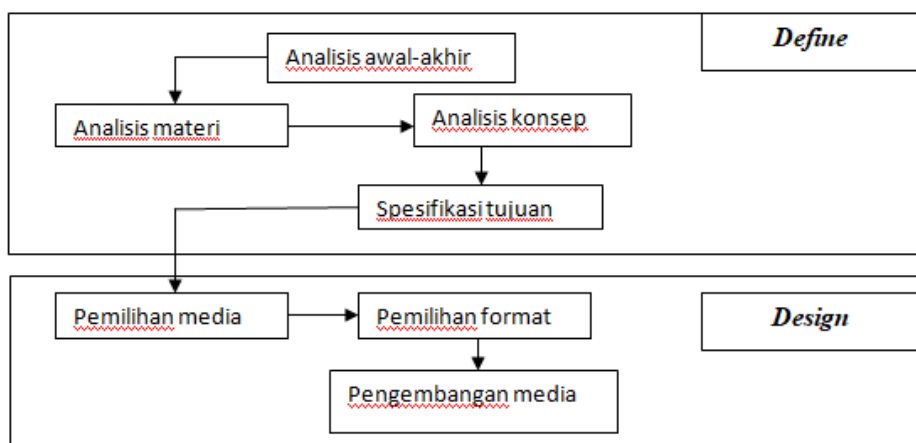 Define
Analisis awal-akhir
Analisis materi
Analisis konsep
Spesifikasi tujuan
Pemilihan media
Pemilihan format
Design
Pengembangan media